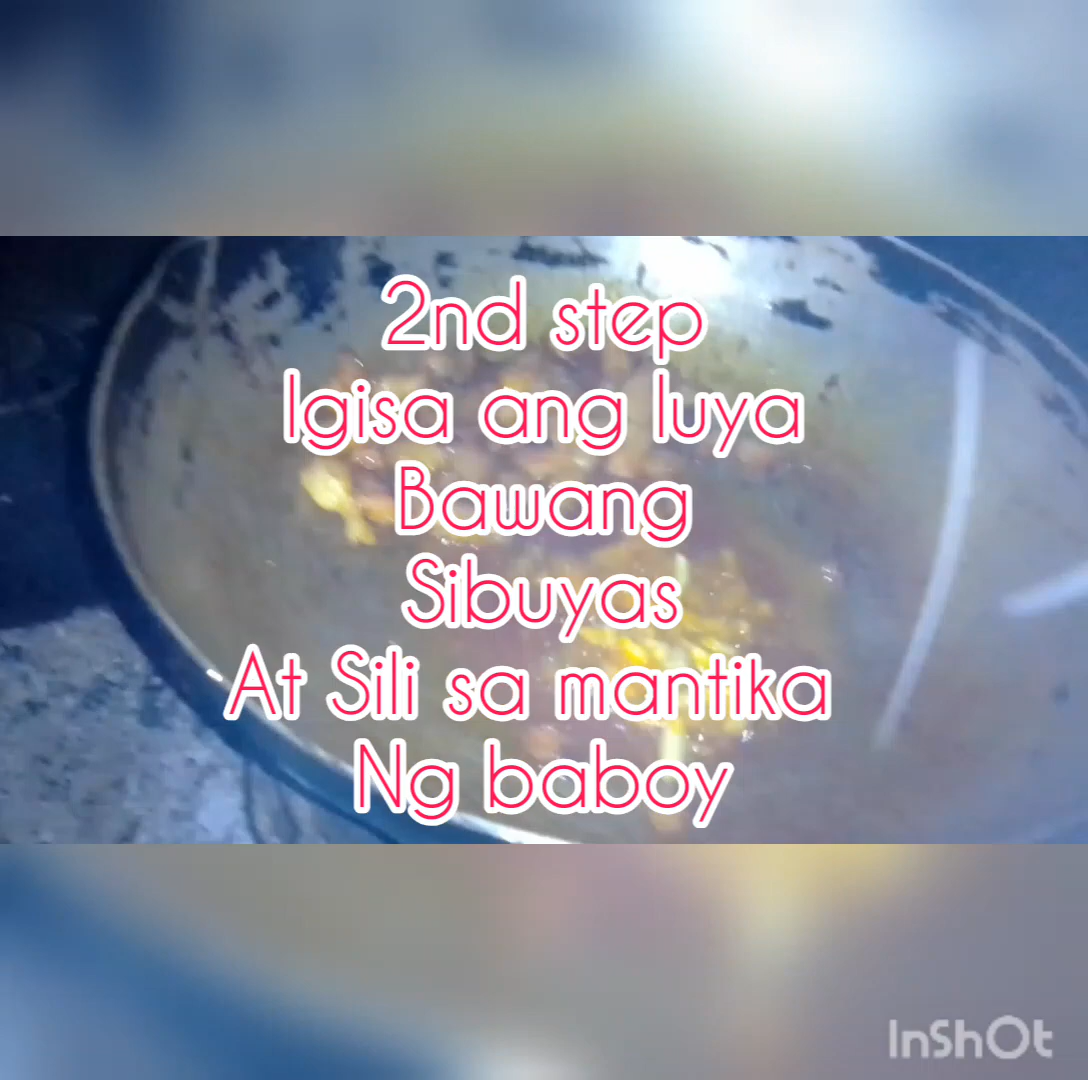 2nd step
Igisa ang luya
Bawang
Sibuyas
At Sili sa mantika
Ng baboy
InShOt